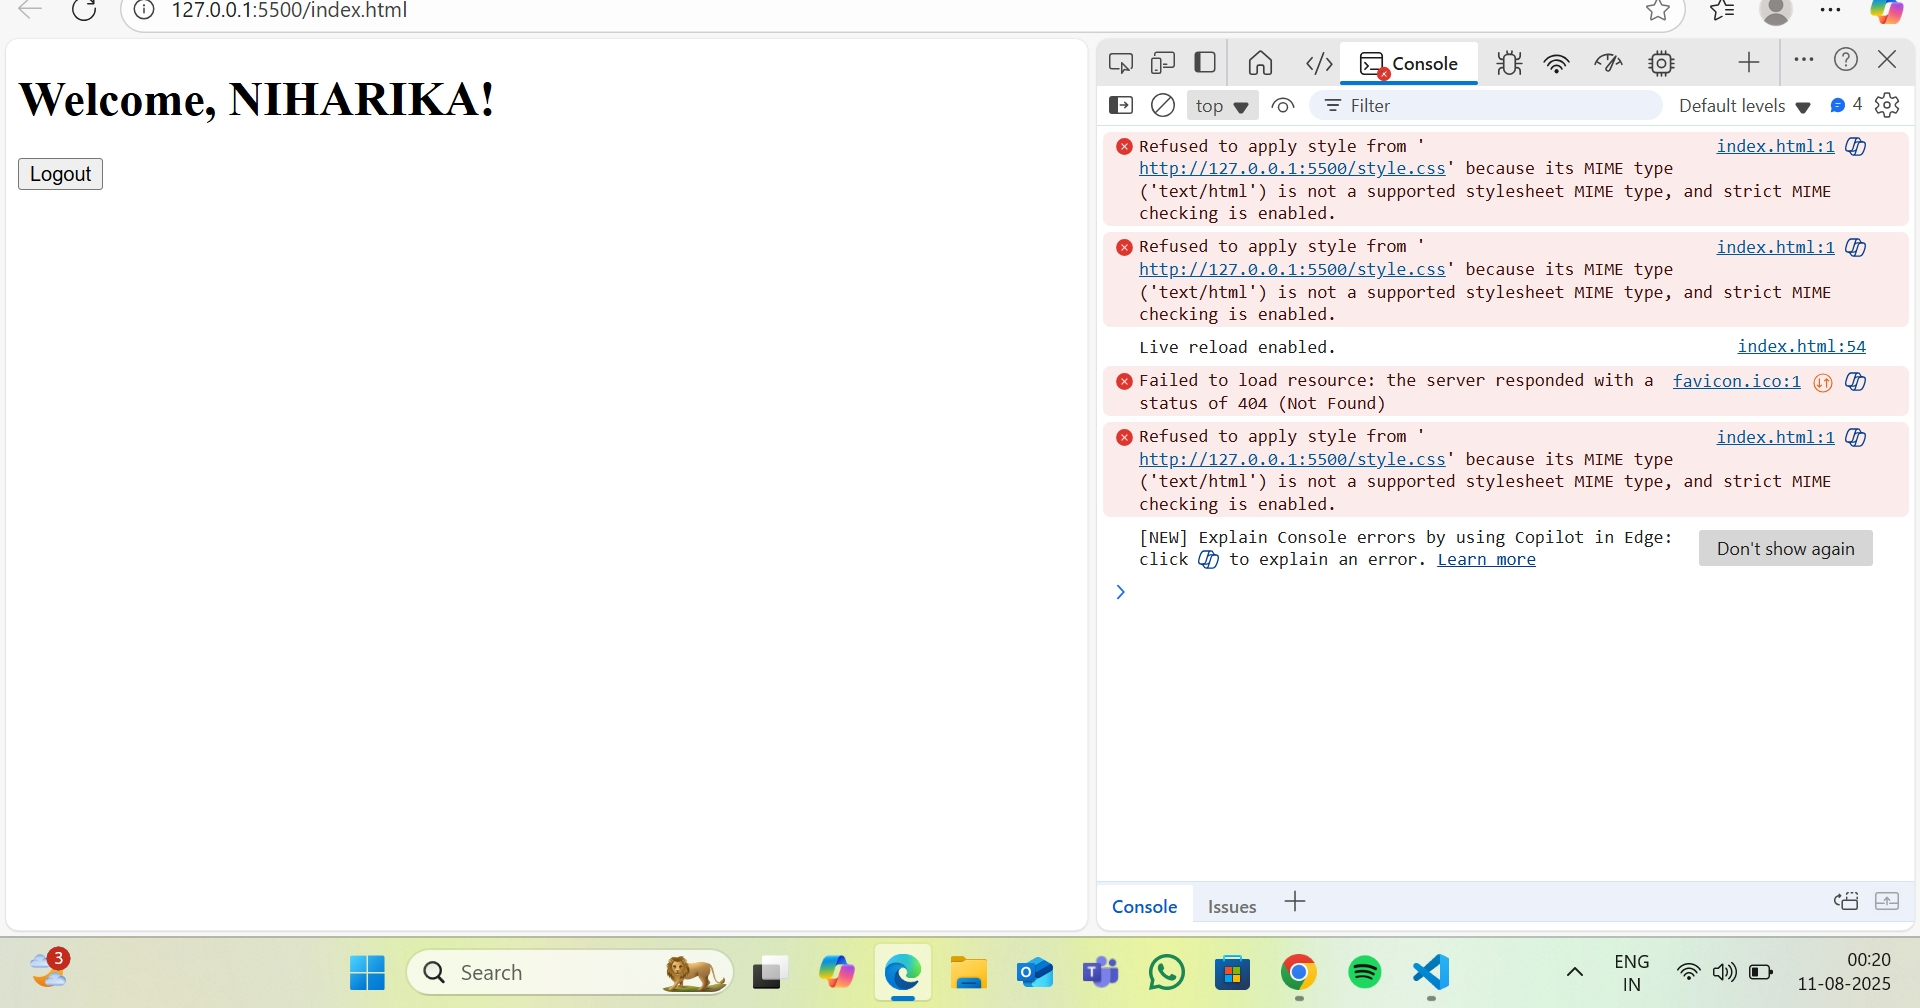 127.0.0.1:5500/index.html
Welcome, NIHARIKA!
Logout
Console
top
Filter
Default levels
4
Refused to apply style from ' index.html:1
http://127.0.0.1:5500/style.css' because its MIME type
('text/html') is not a supported stylesheet MIME type, and strict MIME
checking is enabled.
Refused to apply style from ' index.html:1
http://127.0.0.1:5500/style.css' because its MIME type
('text/html') is not a supported stylesheet MIME type, and strict MIME
checking is enabled.
Live reload enabled. index.html:54
Failed to load resource: the server responded with a favicon.ico:1
status of 404 (Not Found)
Refused to apply style from ' index.html:1
http://127.0.0.1:5500/style.css' because its MIME type
('text/html') is not a supported stylesheet MIME type, and strict MIME
checking is enabled.
[NEW] Explain Console errors by using Copilot in Edge:
click to explain an error. Learn more
Don't show again
Console
Issues
3
Search
ENG
IN
00:20
11-08-2025